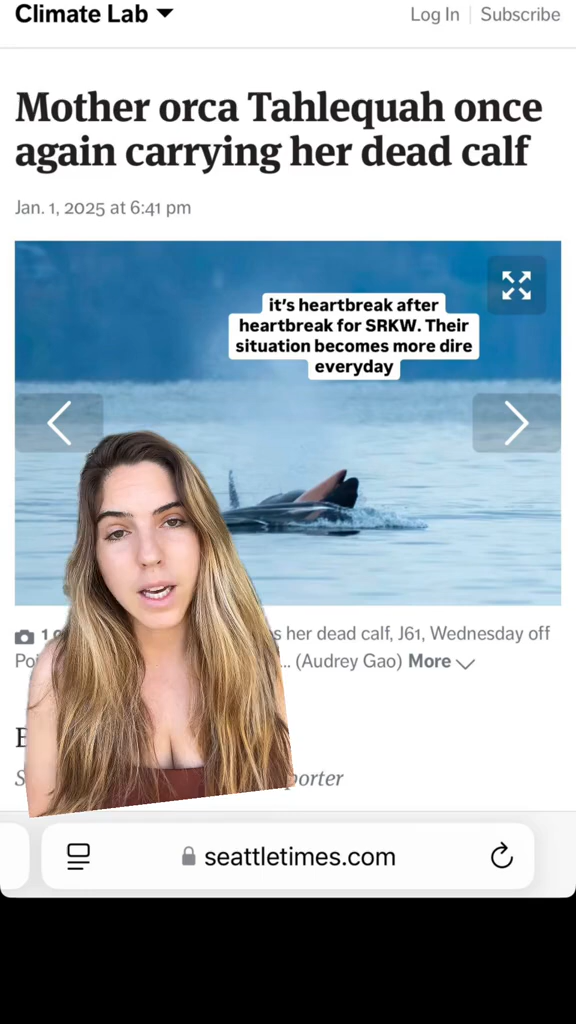 Climate Lab
Log In | Subscribe
Mother orca Tahlequah once
again carrying her dead calf
Jan. 1, 2025 at 6:41 pm
it's heartbreak after
heartbreak for SRKW. Their
situation becomes more dire
everyday
her dead calf, J61, Wednesday off
... (Audrey Gao) More
seattletimes.com